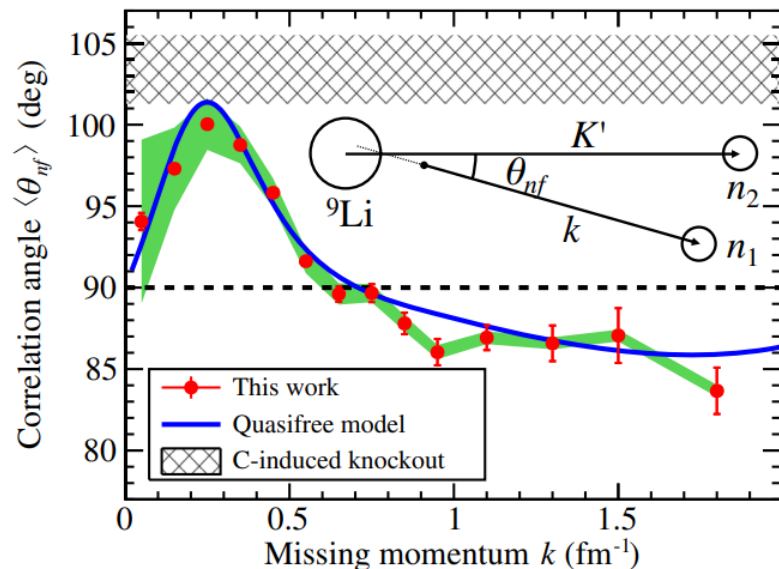 Correlation angle ⟨θnf⟩ (deg)
105
100
95
90
85
80
K'
θnf
⁹Li
k
n₂
n₁
This work
Quasifree model
C-induced knockout
0 0.5 1 1.5
Missing momentum k (fm⁻¹)